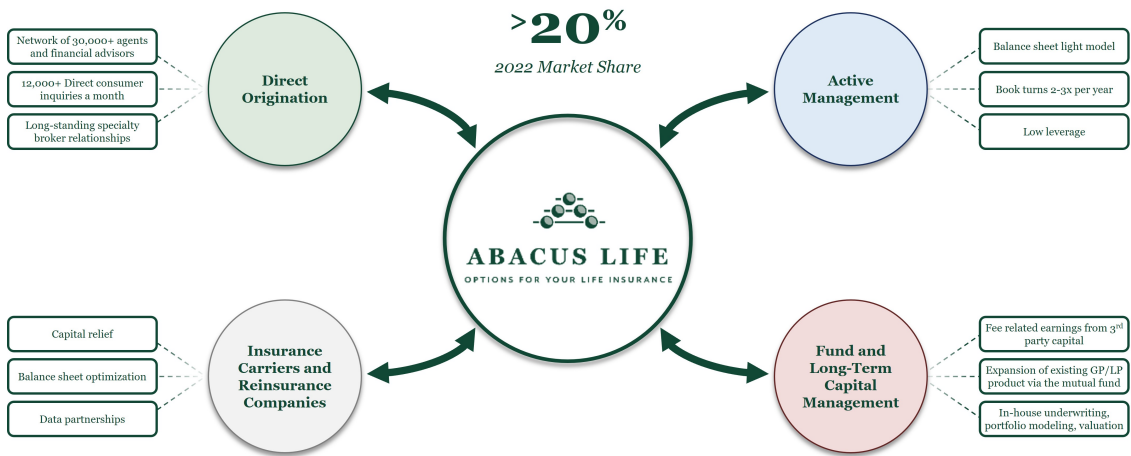 >20%
2022 Market Share
Network of 30,000+ agents
and financial advisors
12,000+ Direct consumer
inquiries a month
Long-standing specialty
broker relationships
Direct
Origination
Active
Management
Balance sheet light model
Book turns 2-3x per year
Low leverage
ABACUS LIFE
OPTIONS FOR YOUR LIFE INSURANCE
Capital relief
Balance sheet optimization
Data partnerships
Insurance
Carriers and
Reinsurance
Companies
Fund and
Long-Term
Capital
Management
Fee related earnings from 3rd
party capital
Expansion of existing GP/LP
product via the mutual fund
In-house underwriting,
portfolio modeling, valuation